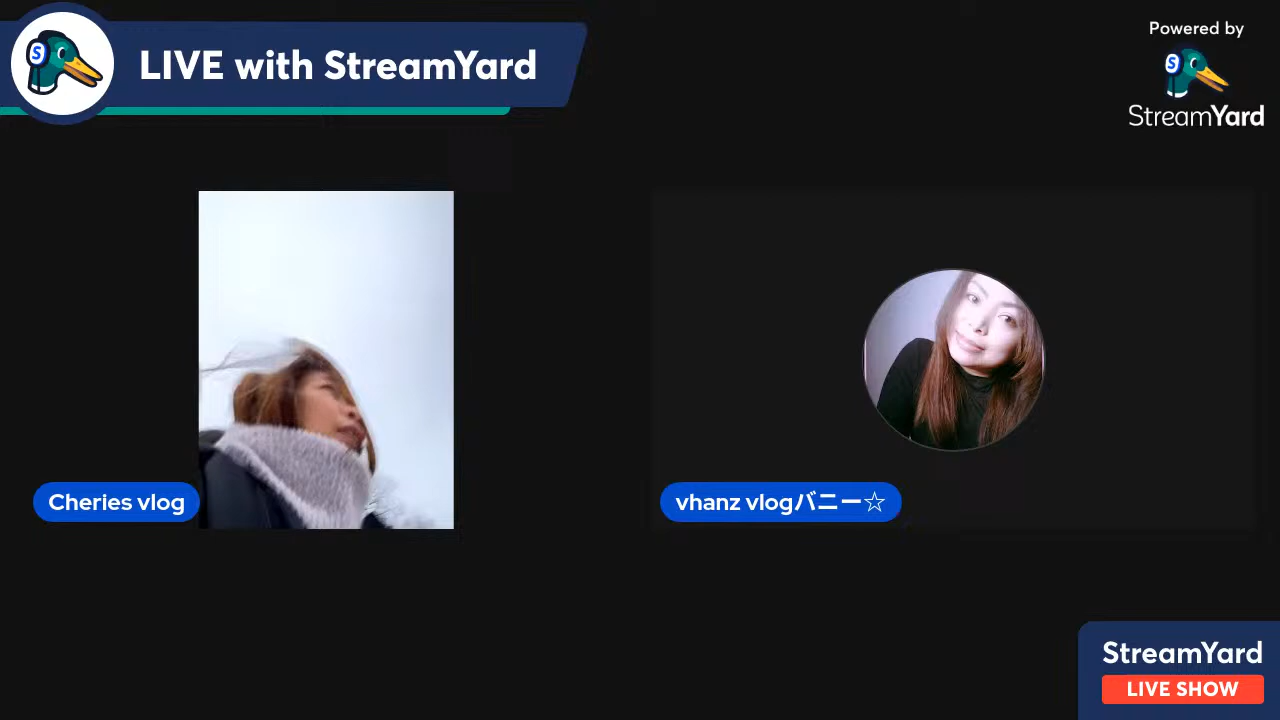 LIVE with StreamYard
Powered by
StreamYard
Cheries vlog
vhanz vlogバニー☆
StreamYard
LIVE SHOW